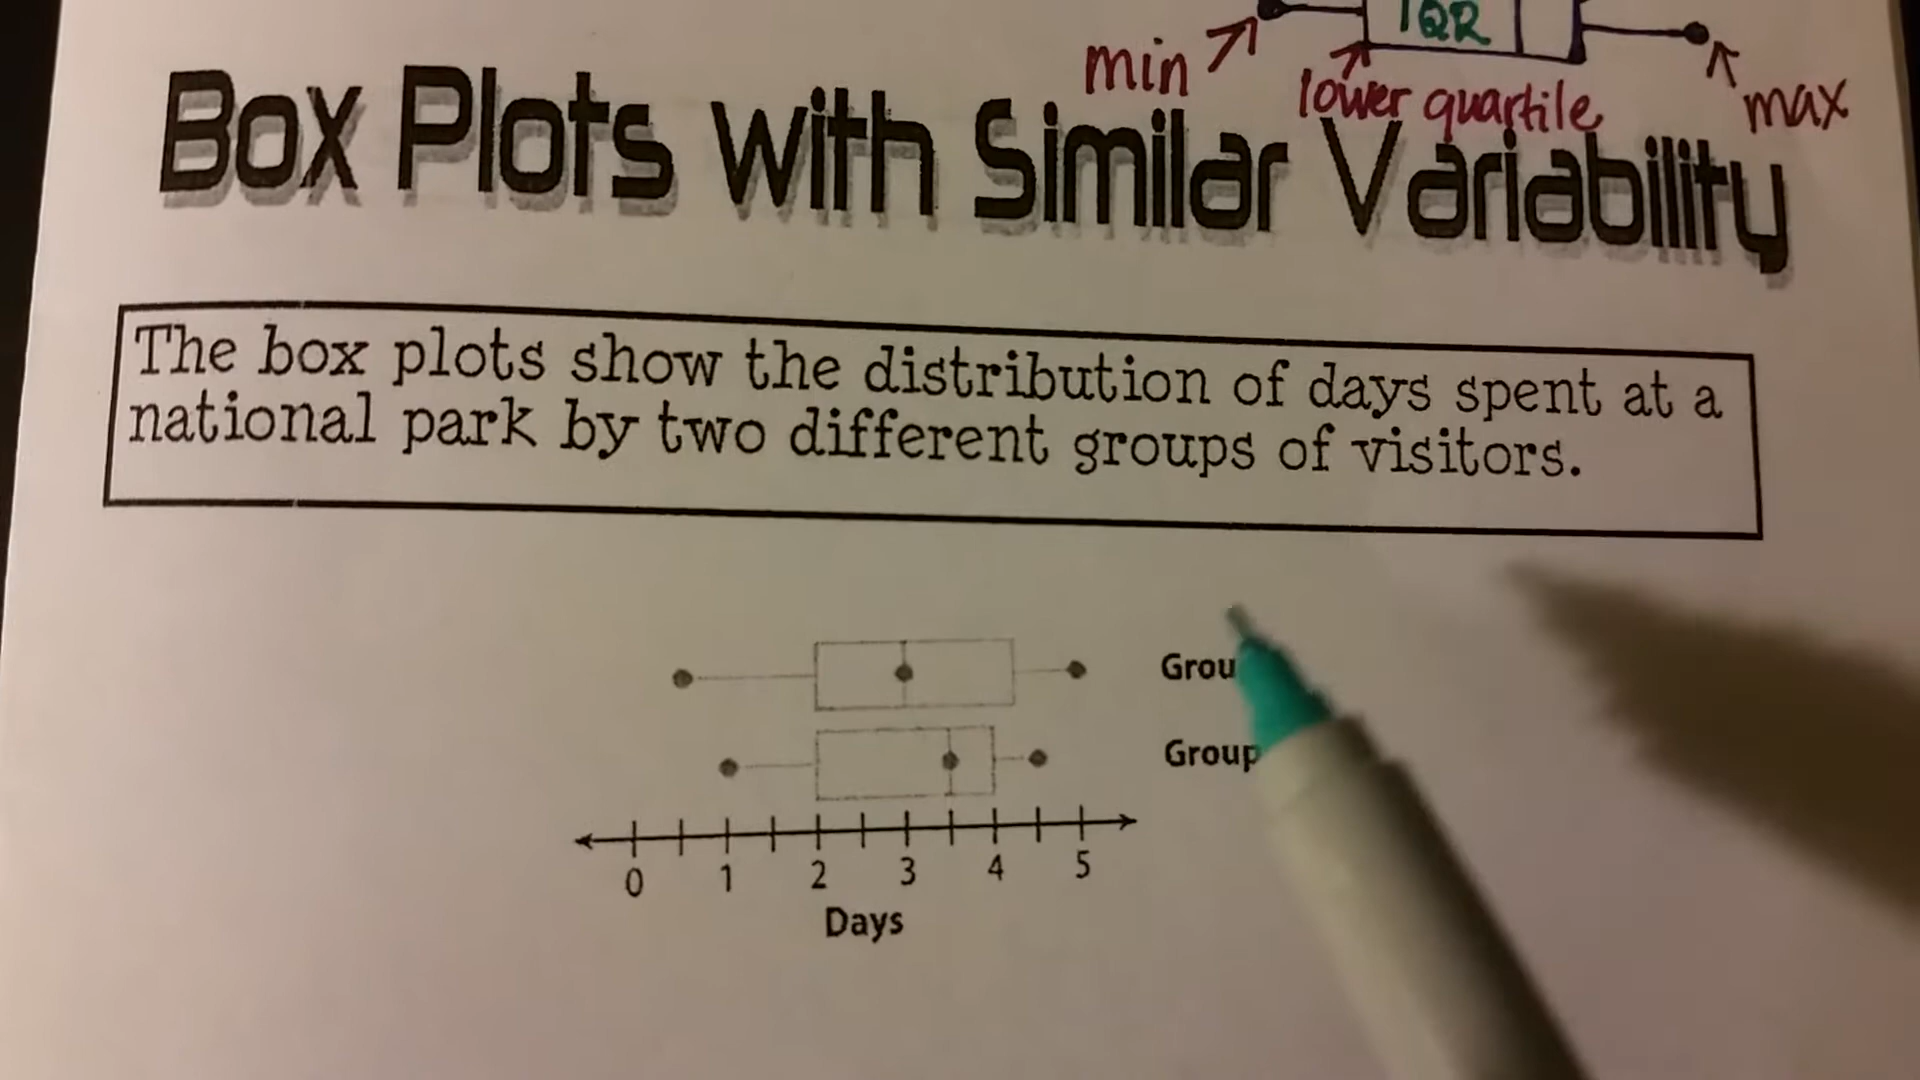 IQR
min
lower quartile
max
Box Plots with Similar Variability
The box plots show the distribution of days spent at a
national park by two different groups of visitors.
Group
0 1 2 3 4 5
Days